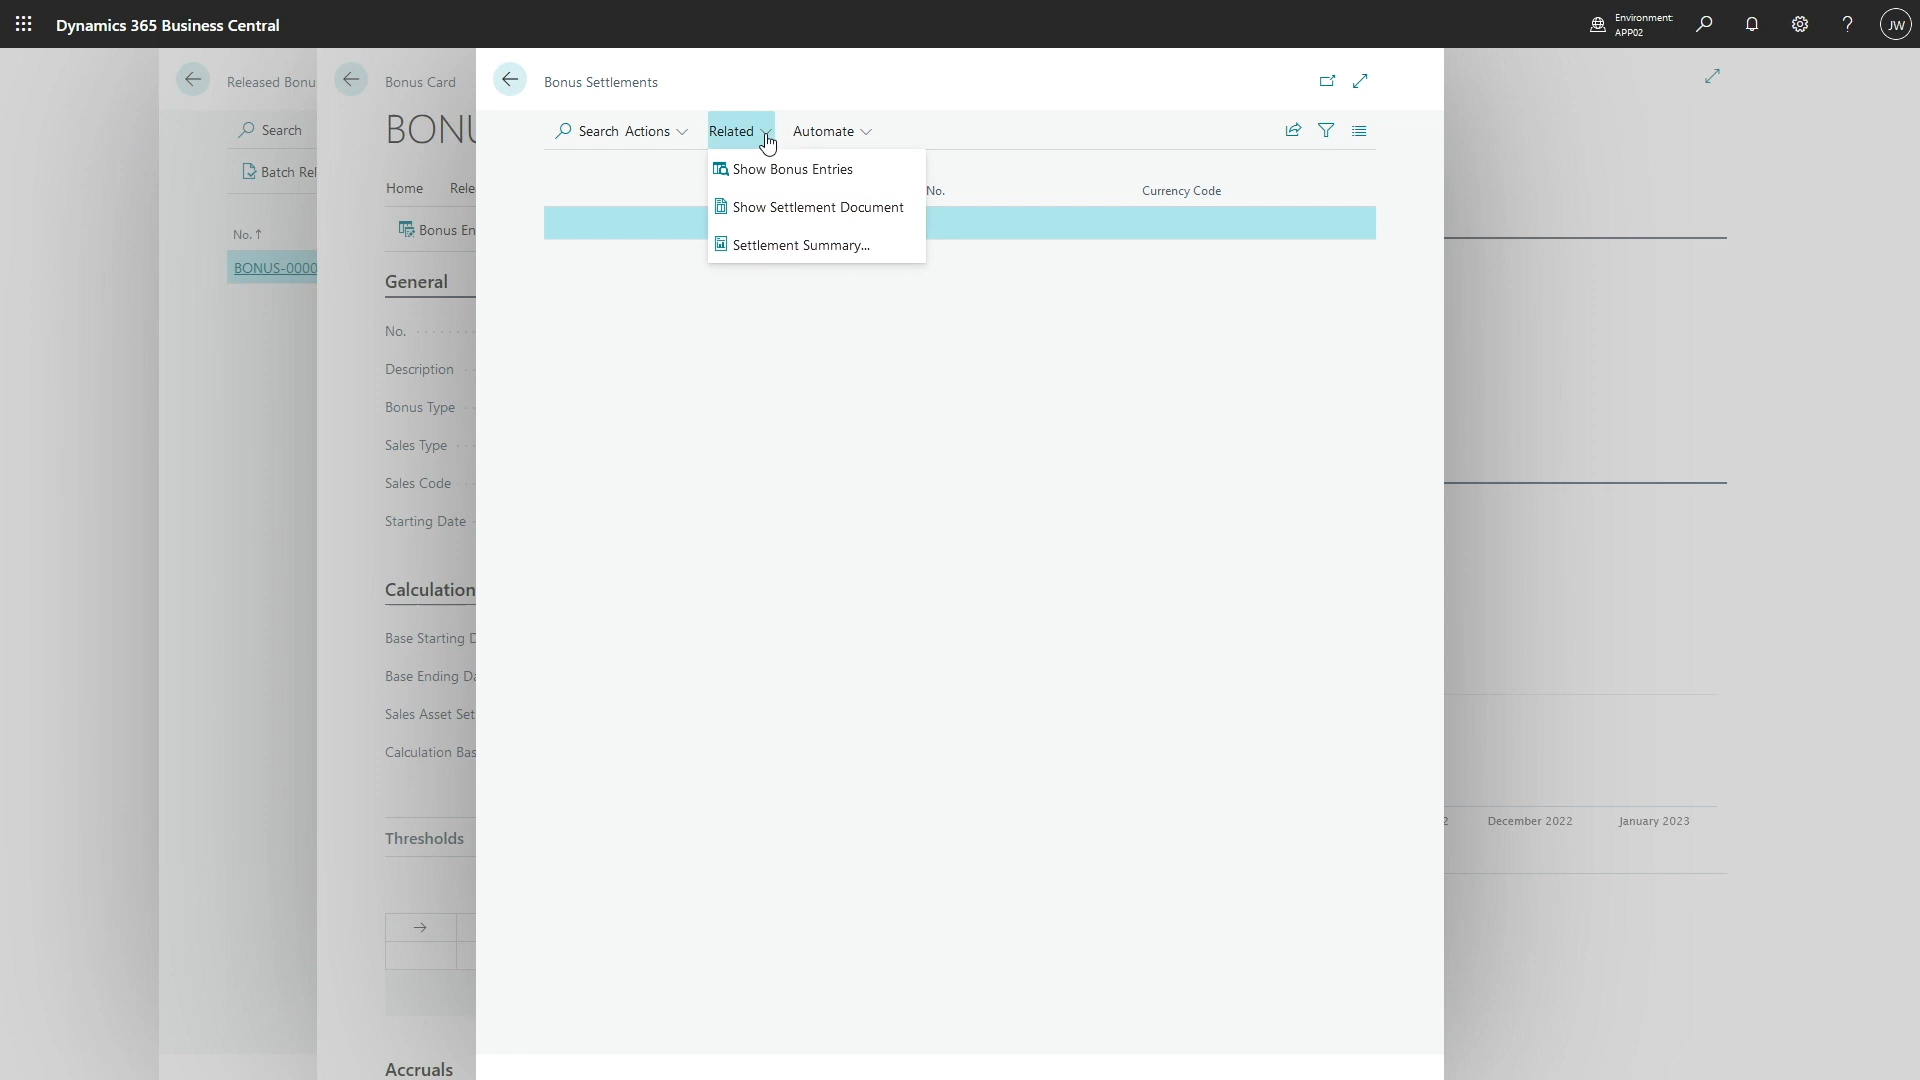 Dynamics 365 Business Central
Environment:
APP02
JW
Released Bonu
Bonus Card
Bonus Settlements
Search
BONU
Search Actions Related Automate
Batch Rel
Home Rele
Show Bonus Entries
No. Currency Code
Show Settlement Document
No. ↑
Bonus En
Settlement Summary...
BONUS-0000
General
No.
Description
Bonus Type
Sales Type
Sales Code
Starting Date
Calculation
Base Starting D
Base Ending Da
Sales Asset Set
Calculation Bas
2 December 2022 January 2023
Thresholds
Accruals